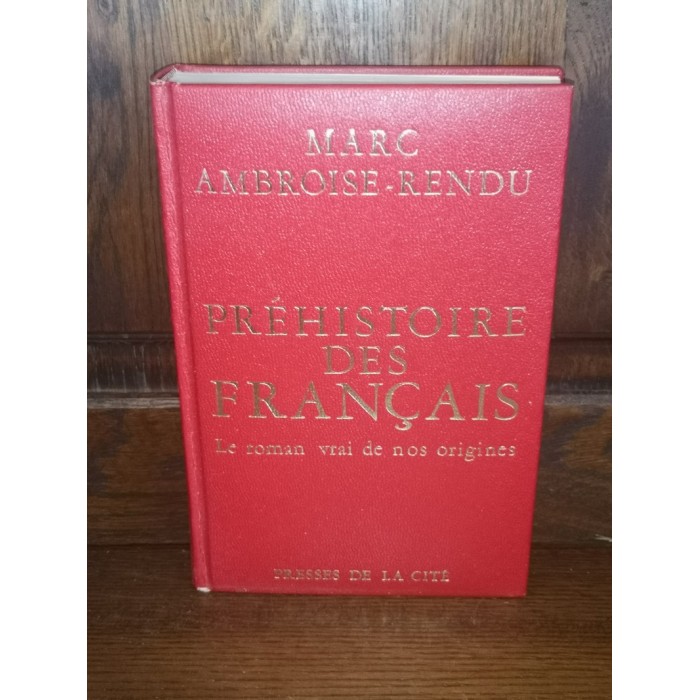 MARC
AMBROISE-RENDU
PRÉHISTOIRE
DES
FRANÇAIS
Le roman vrai de nos origines
PRESSES DE LA CITÉ